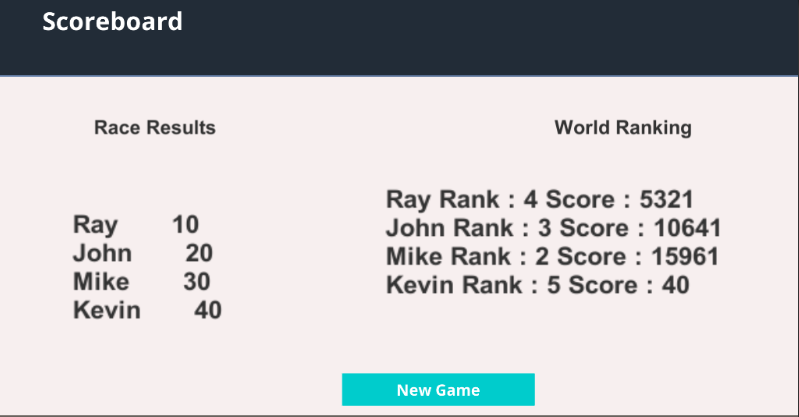 Scoreboard
Race Results
Ray 10
John 20
Mike 30
Kevin 40
World Ranking
Ray Rank : 4 Score : 5321
John Rank : 3 Score : 10641
Mike Rank : 2 Score : 15961
Kevin Rank : 5 Score : 40
New Game